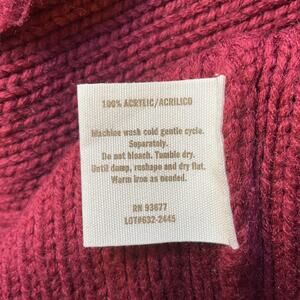 100% ACRYLIC/ACRILICO
Machine wash cold gentle cycle.
Separately.
Do not bleach. Tumble dry.
Until damp, reshape and dry flat.
Warm iron as needed.
RN 93677
LOT#632-2445